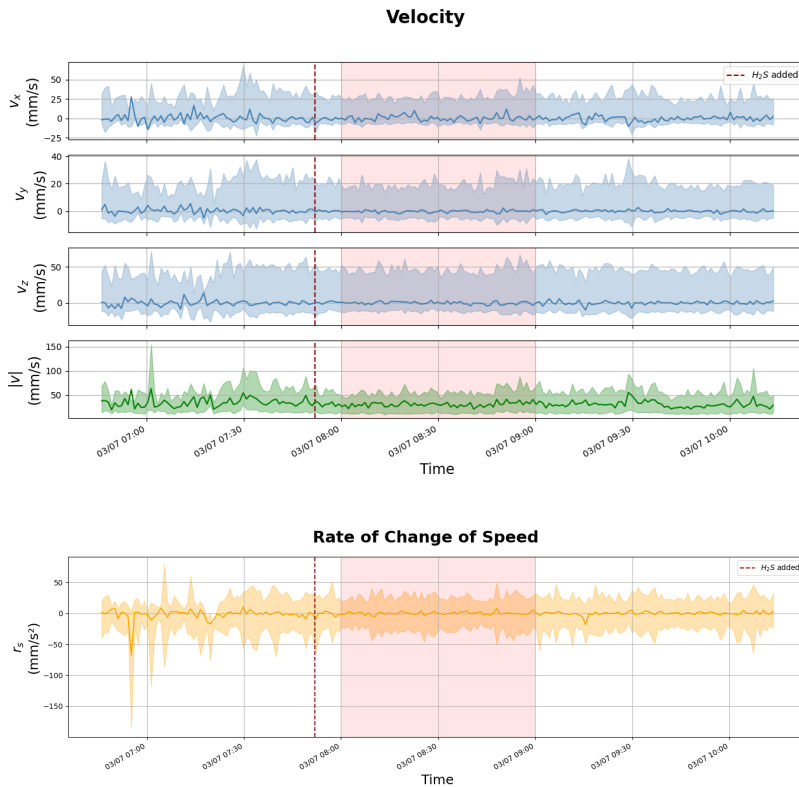 Velocity
v_x (mm/s)
50
25
0
−25
H₂S added
v_y (mm/s)
40
20
0
v_z (mm/s)
50
0
|v| (mm/s)
150
100
50
03/07 07:00
03/07 07:30
03/07 08:00
03/07 08:30
03/07 09:00
03/07 09:30
03/07 10:00
Time
Rate of Change of Speed
r_s (mm/s²)
50
0
−50
−100
−150
H₂S added
03/07 07:00
03/07 07:30
03/07 08:00
03/07 08:30
03/07 09:00
03/07 09:30
03/07 10:00
Time